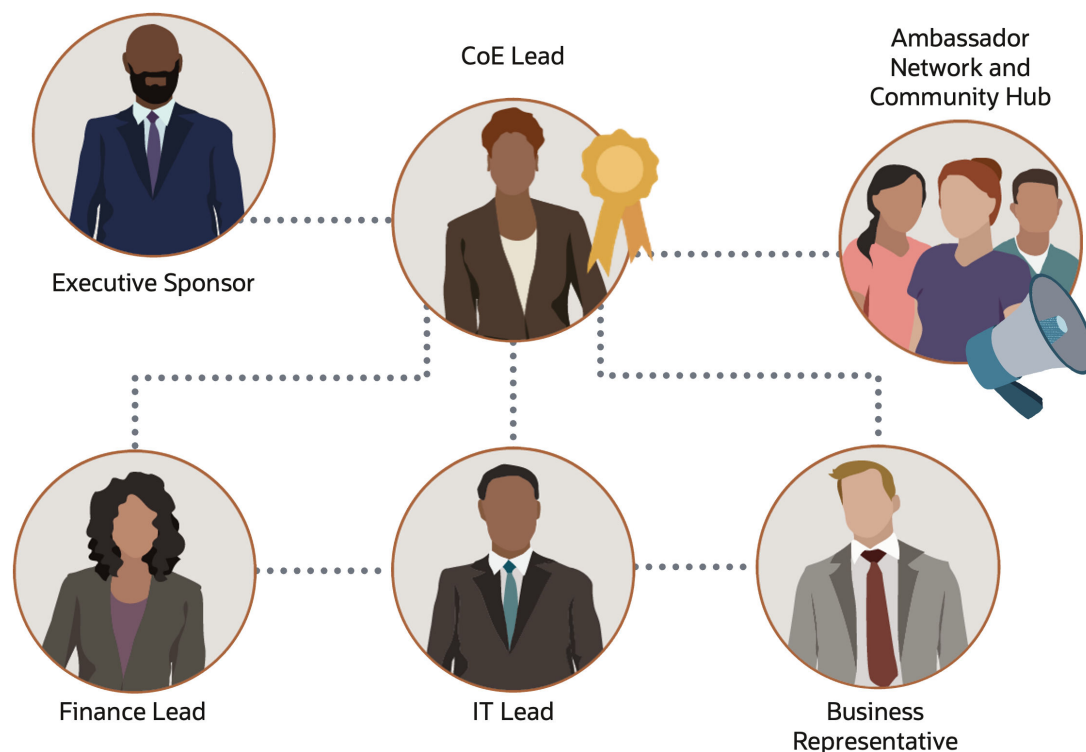 CoE Lead
Ambassador
Network and
Community Hub
Executive Sponsor
Finance Lead
IT Lead
Business
Representative